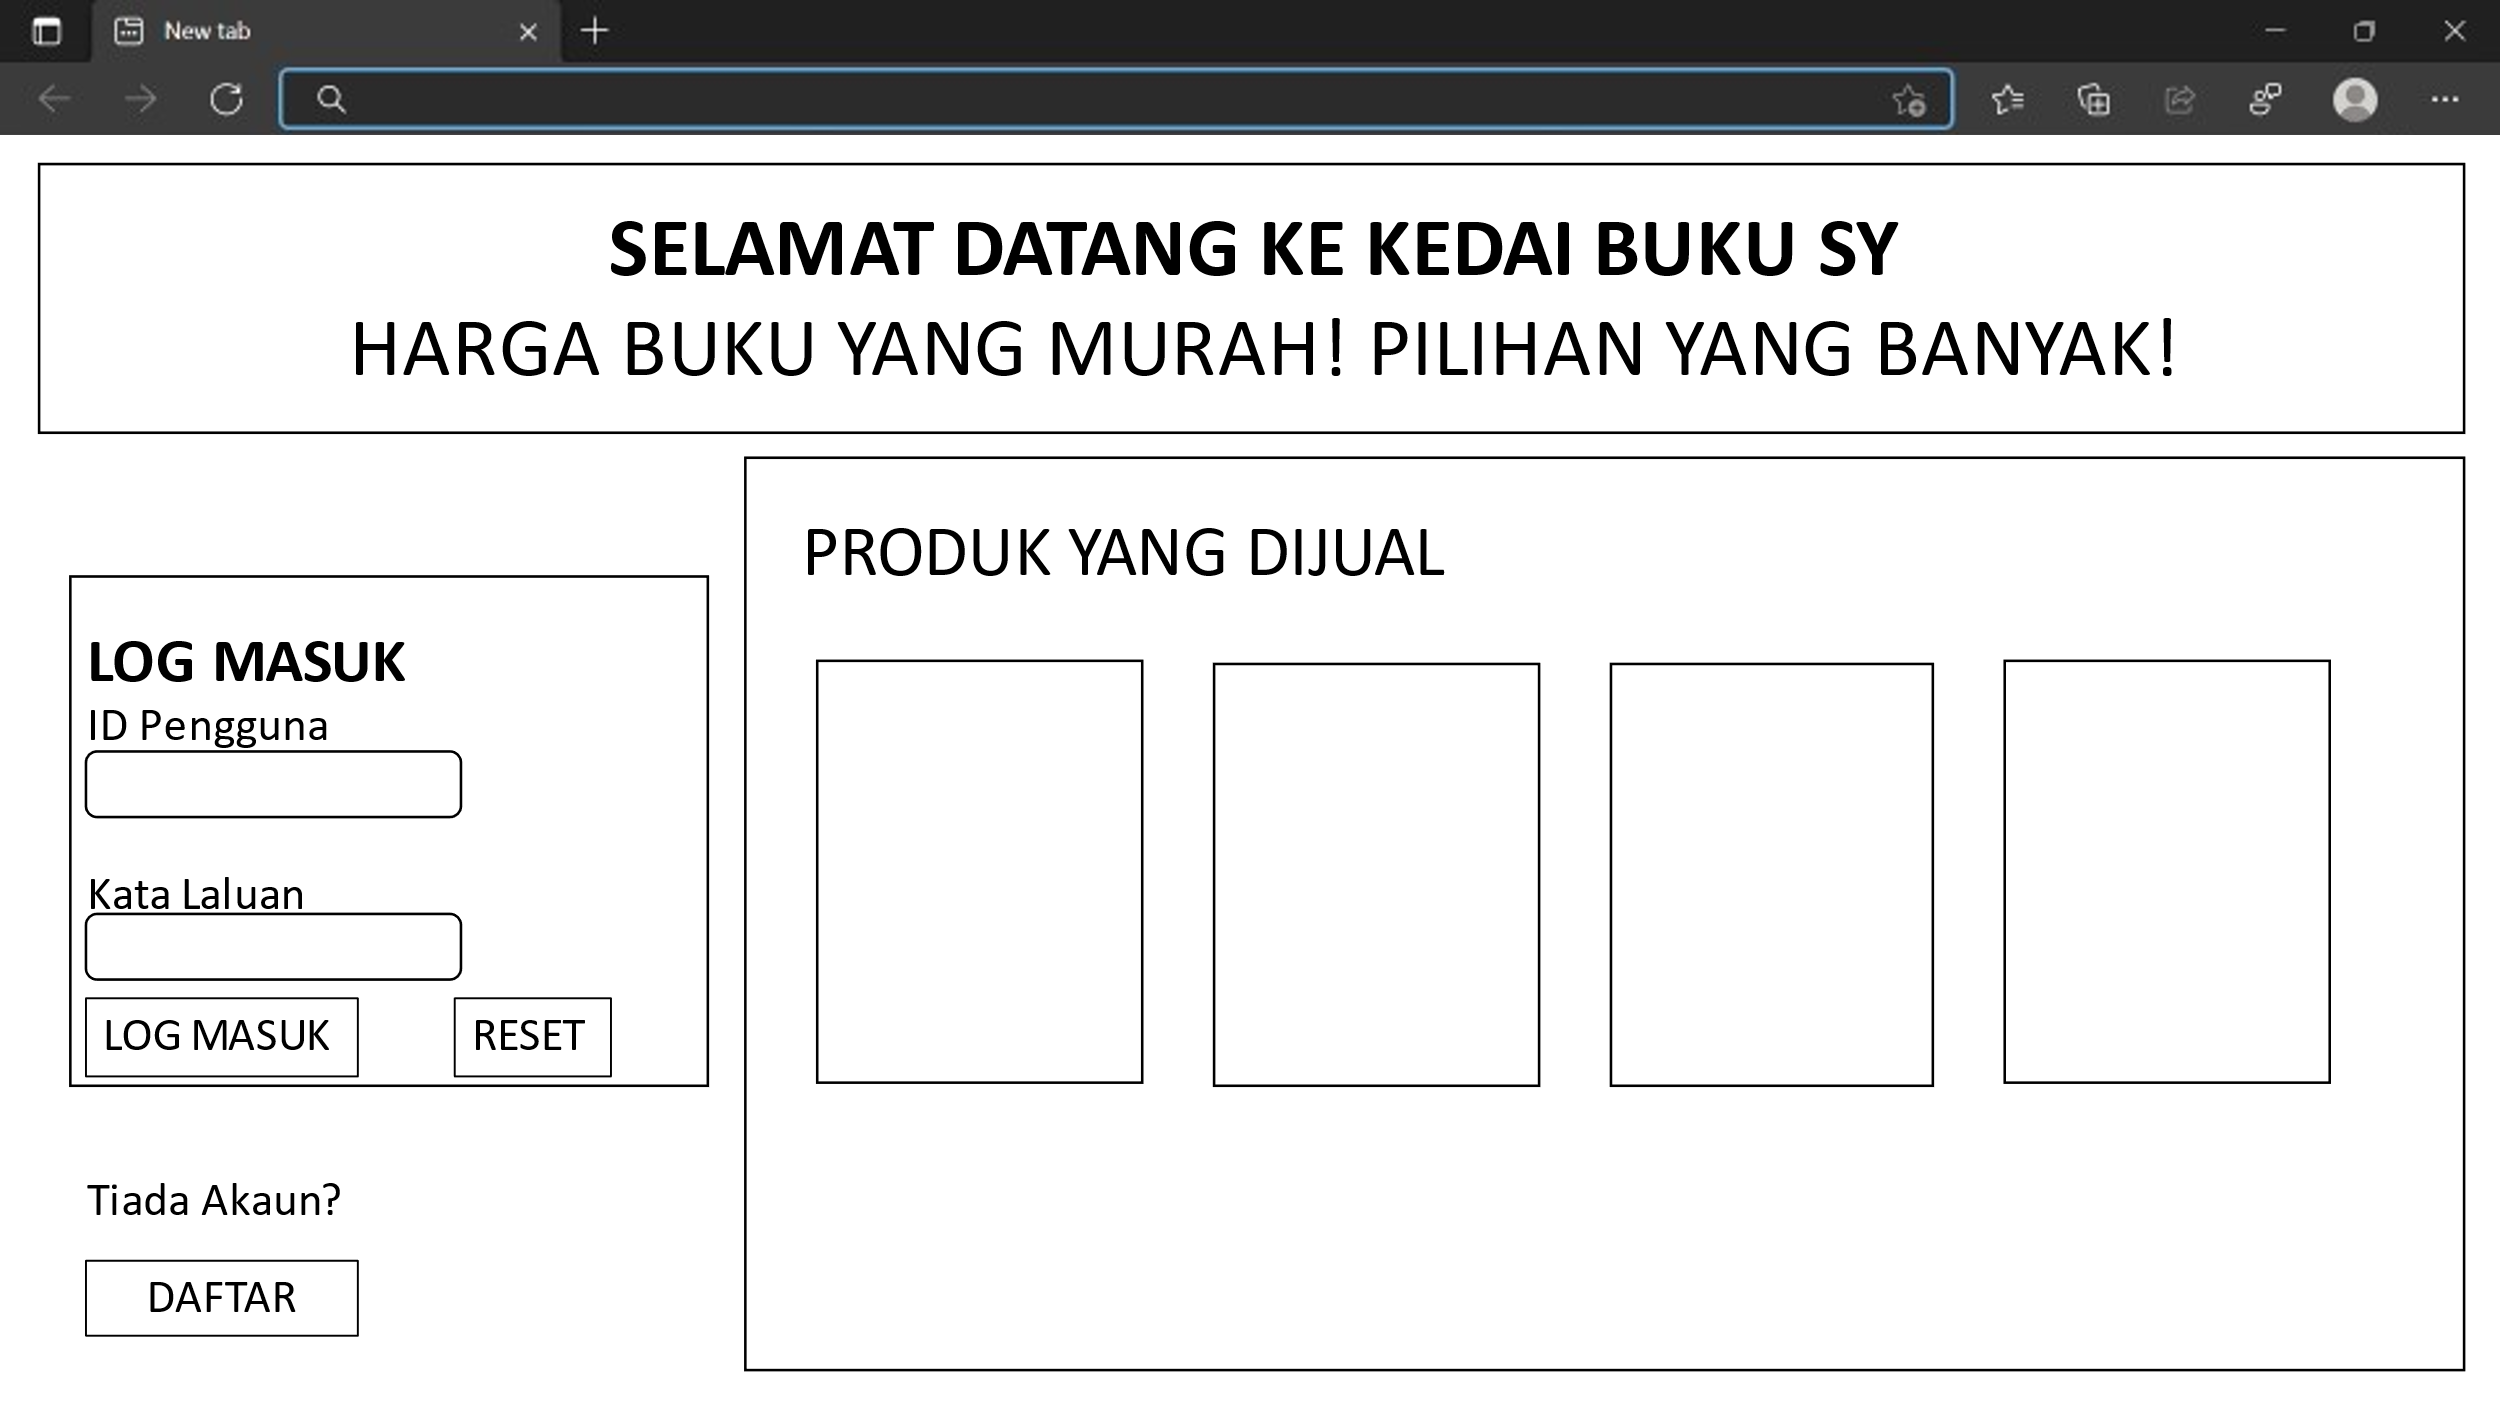 New tab
SELAMAT DATANG KE KEDAI BUKU SY
HARGA BUKU YANG MURAH! PILIHAN YANG BANYAK!
LOG MASUK
ID Pengguna
Kata Laluan
LOG MASUK
RESET
Tiada Akaun?
DAFTAR
PRODUK YANG DIJUAL